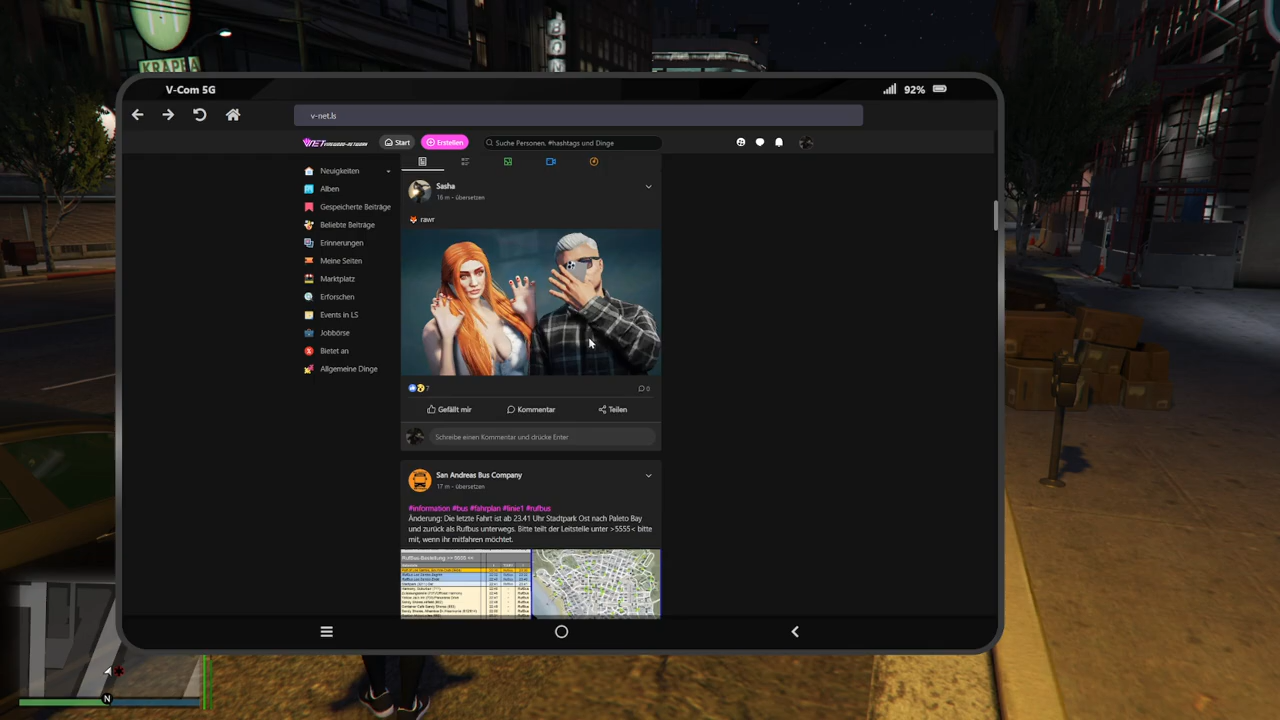 KRAPEA
V-Com 5G
92%
v-net.ls
VNET
Start
Erstellen
Suche Personen, #hashtags und Dinge
Neuigkeiten
Alben
Gespeicherte Beiträge
Beliebte Beiträge
Erinnerungen
Meine Seiten
Marktplatz
Erforschen
Events in LS
Jobbörse
Bietet an
Allgemeine Dinge
Sasha
16 m - übersetzen
rawr
7
0
Gefällt mir
Kommentar
Teilen
Schreibe einen Kommentar und drücke Enter
San Andreas Bus Company
17 m - übersetzen
#information #bus #fahrplan #linie1 #rufbus
Änderung: Die letzte Fahrt ist ab 23.41 Uhr Stadtpark Ost nach Paleto Bay
und zurück als Rufbus unterwegs. Bitte teilt der Leitstelle unter >5555< bitte
mit, wenn ihr mitfahren möchtet.
N